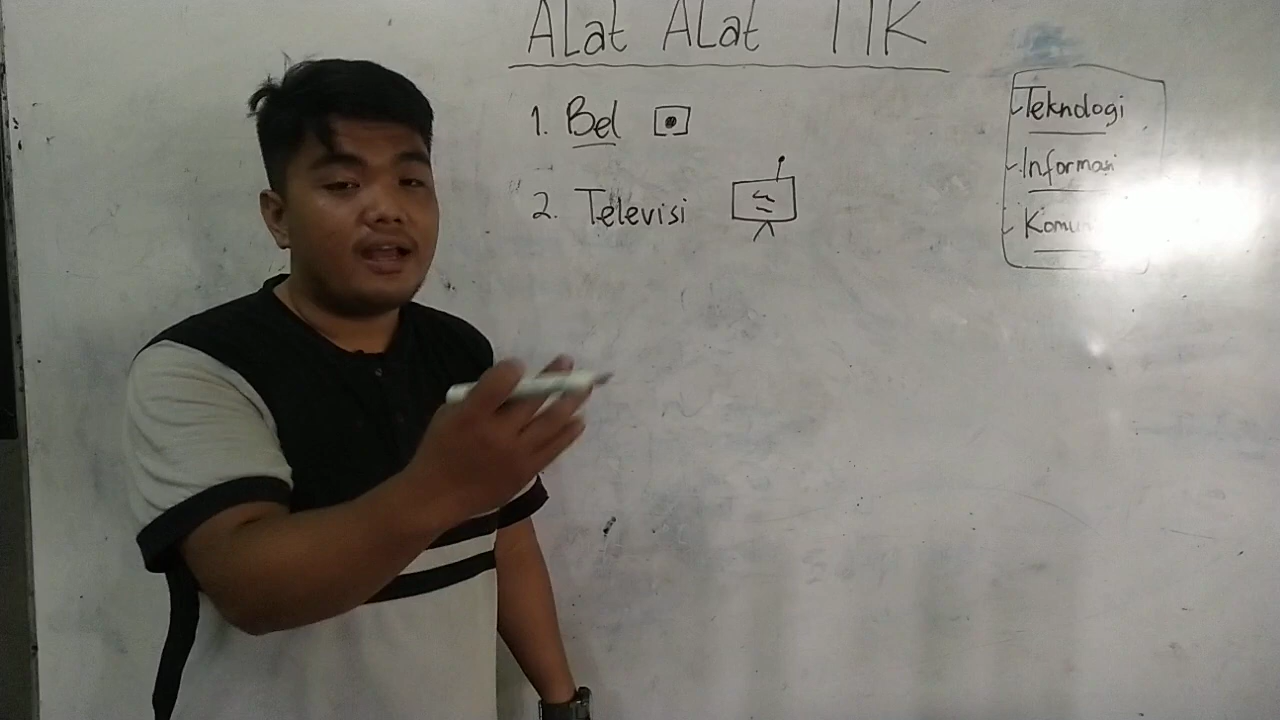 ALat ALat TIK
1. Bel
2. Televisi
Teknologi
Informasi